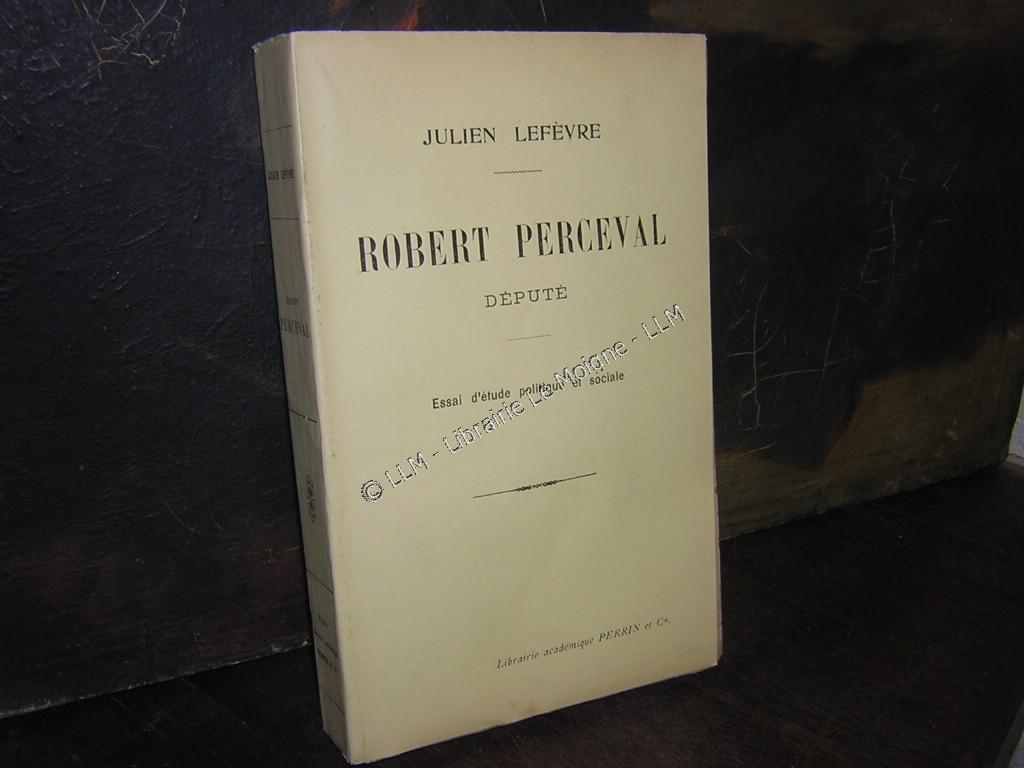 JULIEN LEFÈVRE
ROBERT PERCEVAL
DÉPUTÉ
Essai d'étude politique et sociale
© LLM - Librairie Le Moigne - LLM
Librairie académique PERRIN et Cie.
JULIEN LEFÈVRE
ROBERT
PERCEVAL